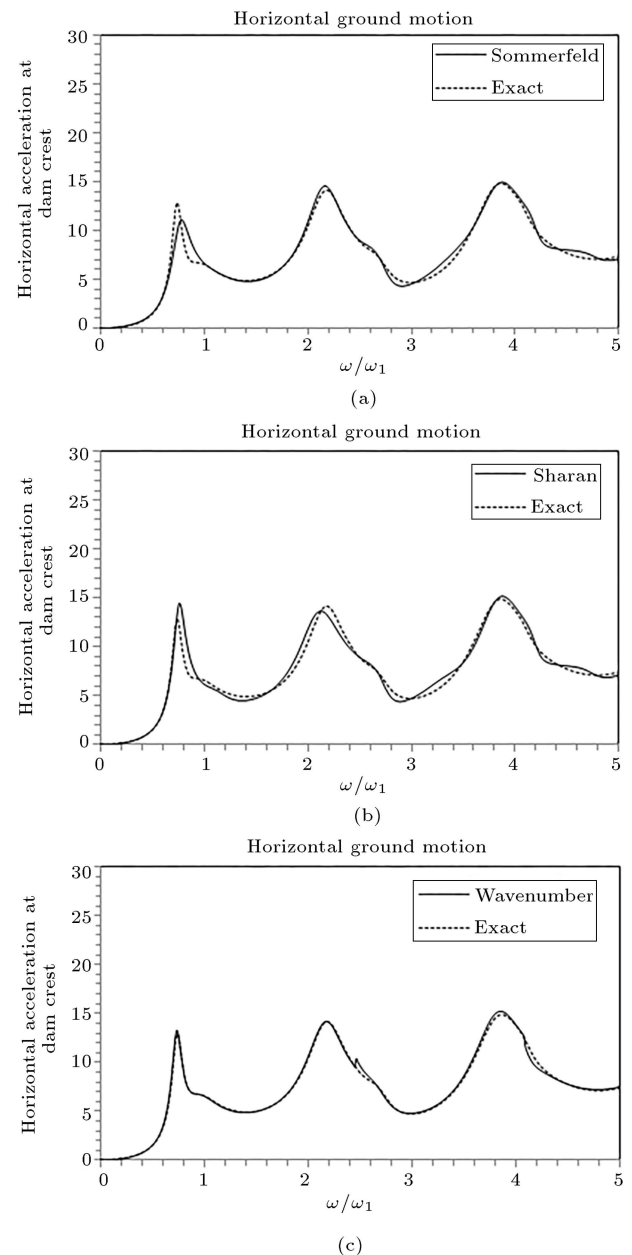 Horizontal ground motion
30
25
20
15
10
5
0
Horizontal acceleration at
dam crest
Sommerfeld
Exact
0 1 2 3 4 5
ω/ω₁
(a)
Horizontal ground motion
30
25
20
15
10
5
0
Horizontal acceleration at
dam crest
Sharan
Exact
0 1 2 3 4 5
ω/ω₁
(b)
Horizontal ground motion
30
25
20
15
10
5
0
Horizontal acceleration at
dam crest
Wavenumber
Exact
0 1 2 3 4 5
ω/ω₁
(c)